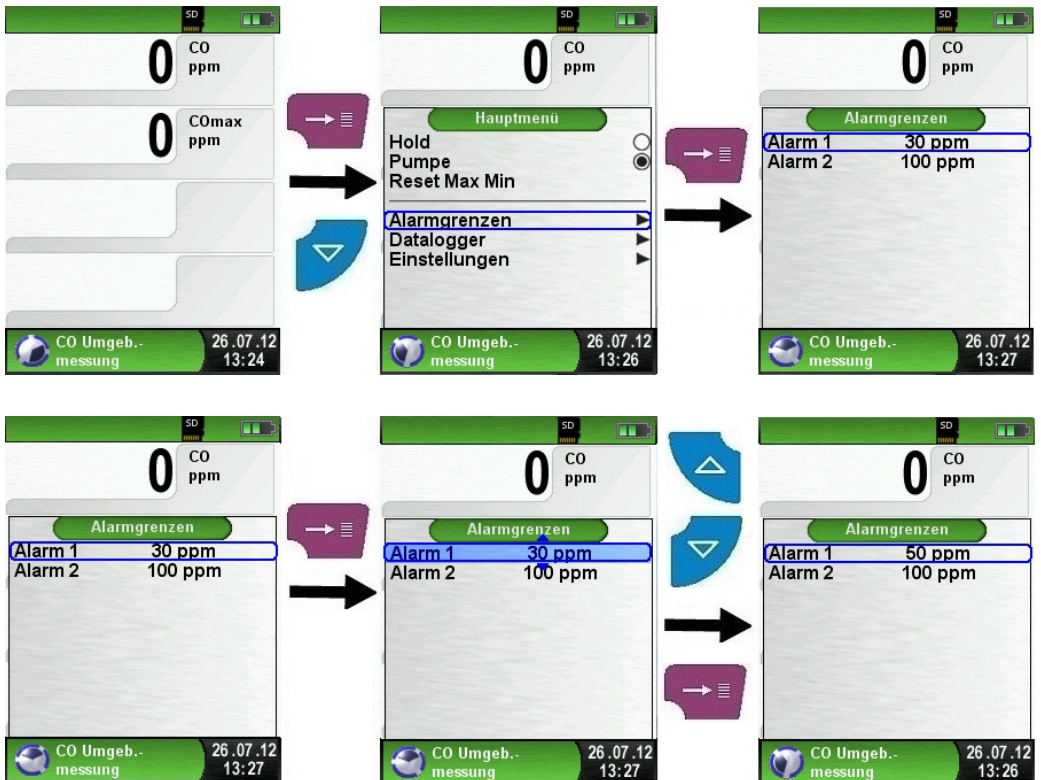 SD
0 CO
ppm
0 COmax
ppm
CO Umgeb.-
messung
26.07.12
13:24
SD
0 CO
ppm
Hauptmenü
Hold
Pumpe
Reset Max Min
Alarmgrenzen
Datalogger
Einstellungen
CO Umgeb.-
messung
26.07.12
13:26
SD
0 CO
ppm
Alarmgrenzen
Alarm 1 30 ppm
Alarm 2 100 ppm
CO Umgeb.-
messung
26.07.12
13:27
SD
0 CO
ppm
Alarmgrenzen
Alarm 1 30 ppm
Alarm 2 100 ppm
CO Umgeb.-
messung
26.07.12
13:27
SD
0 CO
ppm
Alarmgrenzen
Alarm 1 30 ppm
Alarm 2 100 ppm
CO Umgeb.-
messung
26.07.12
13:27
SD
0 CO
ppm
Alarmgrenzen
Alarm 1 50 ppm
Alarm 2 100 ppm
CO Umgeb.-
messung
26.07.12
13:26